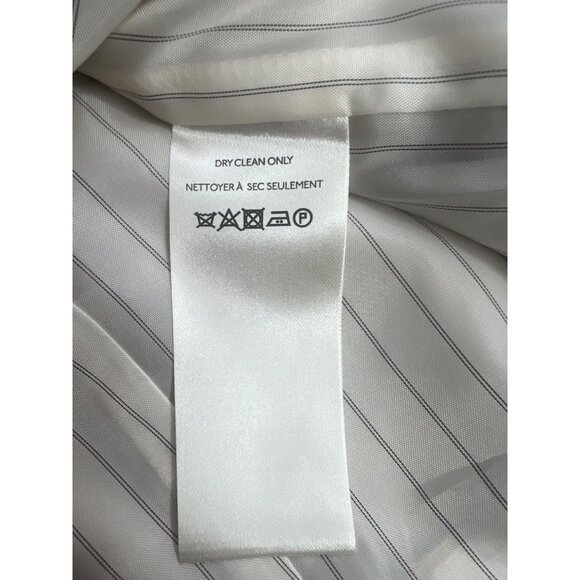 DRY CLEAN ONLY
NETTOYER À SEC SEULEMENT
P